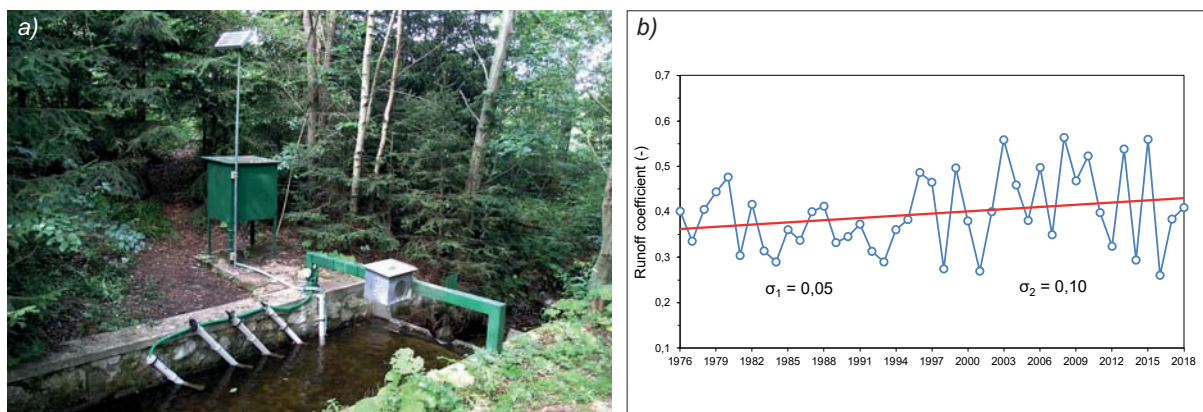 a)
b)
Runoff coefficient (-)
0,7
0,6
0,5
0,4
0,3
0,2
0,1
σ1 = 0,05
σ2 = 0,10
1976 1979 1982 1985 1988 1991 1994 1997 2000 2003 2006 2009 2012 2015 2018